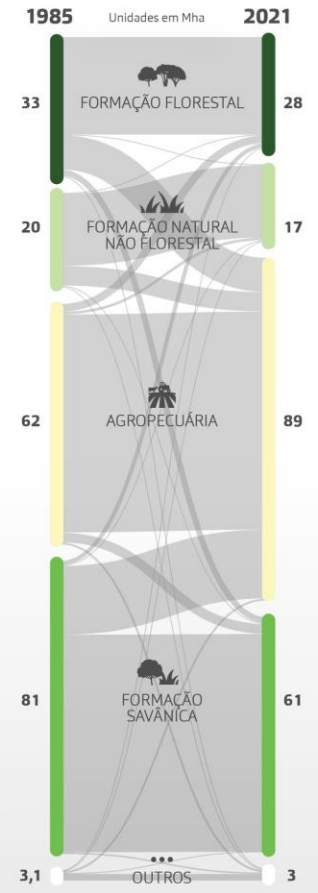 1985 Unidades em Mha 2021
33 FORMAÇÃO FLORESTAL 28
20 FORMAÇÃO NATURAL 17
NÃO FLORESTAL
62 AGROPECUÁRIA 89
81 FORMAÇÃO 61
SAVÂNICA
3,1 OUTROS 3